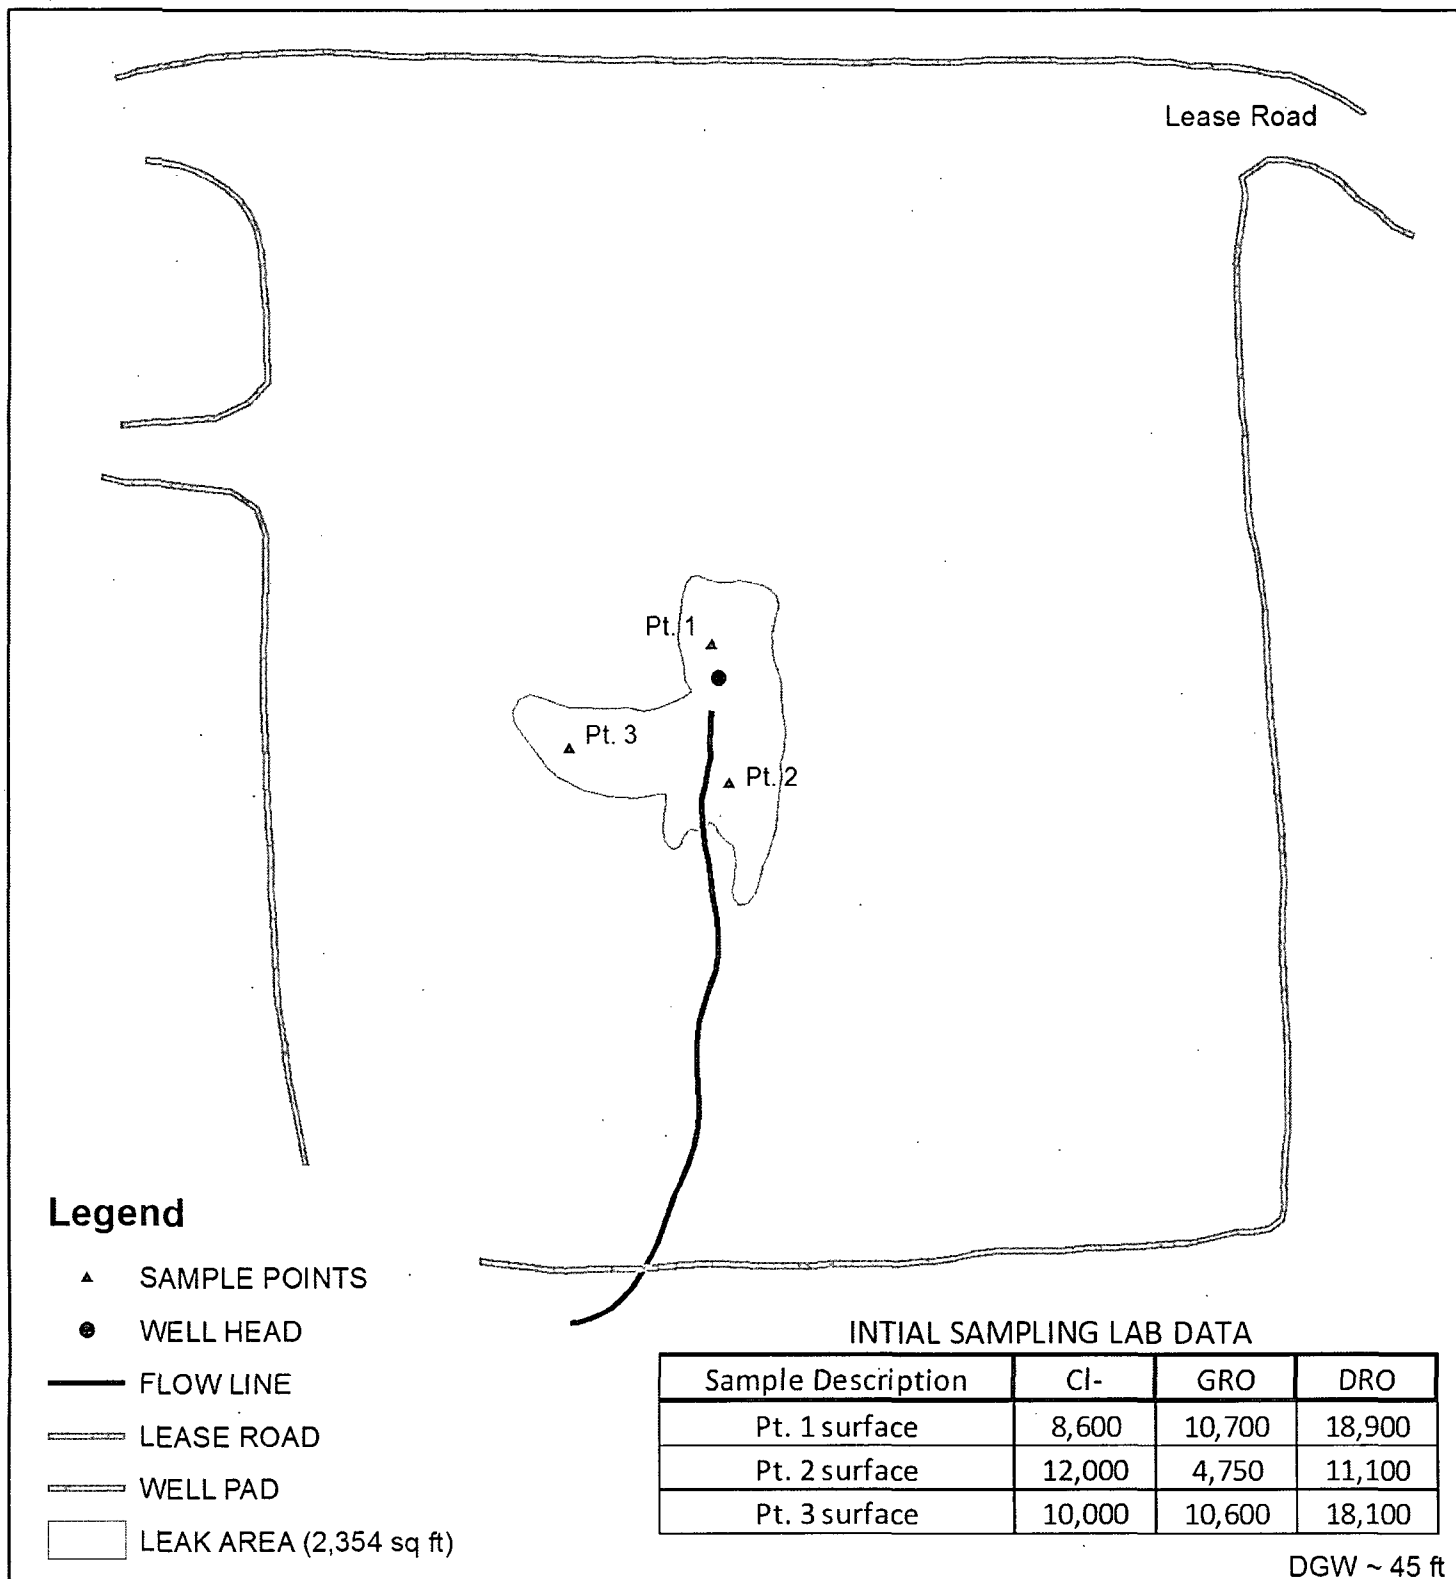 Lease Road
Pt. 1
Pt. 3
Pt. 2
Legend
SAMPLE POINTS
WELL HEAD
FLOW LINE
LEASE ROAD
WELL PAD
LEAK AREA (2,354 sq ft)
INTIAL SAMPLING LAB DATA
Sample Description Cl- GRO DRO
Pt. 1 surface 8,600 10,700 18,900
Pt. 2 surface 12,000 4,750 11,100
Pt. 3 surface 10,000 10,600 18,100
DGW ~ 45 ft